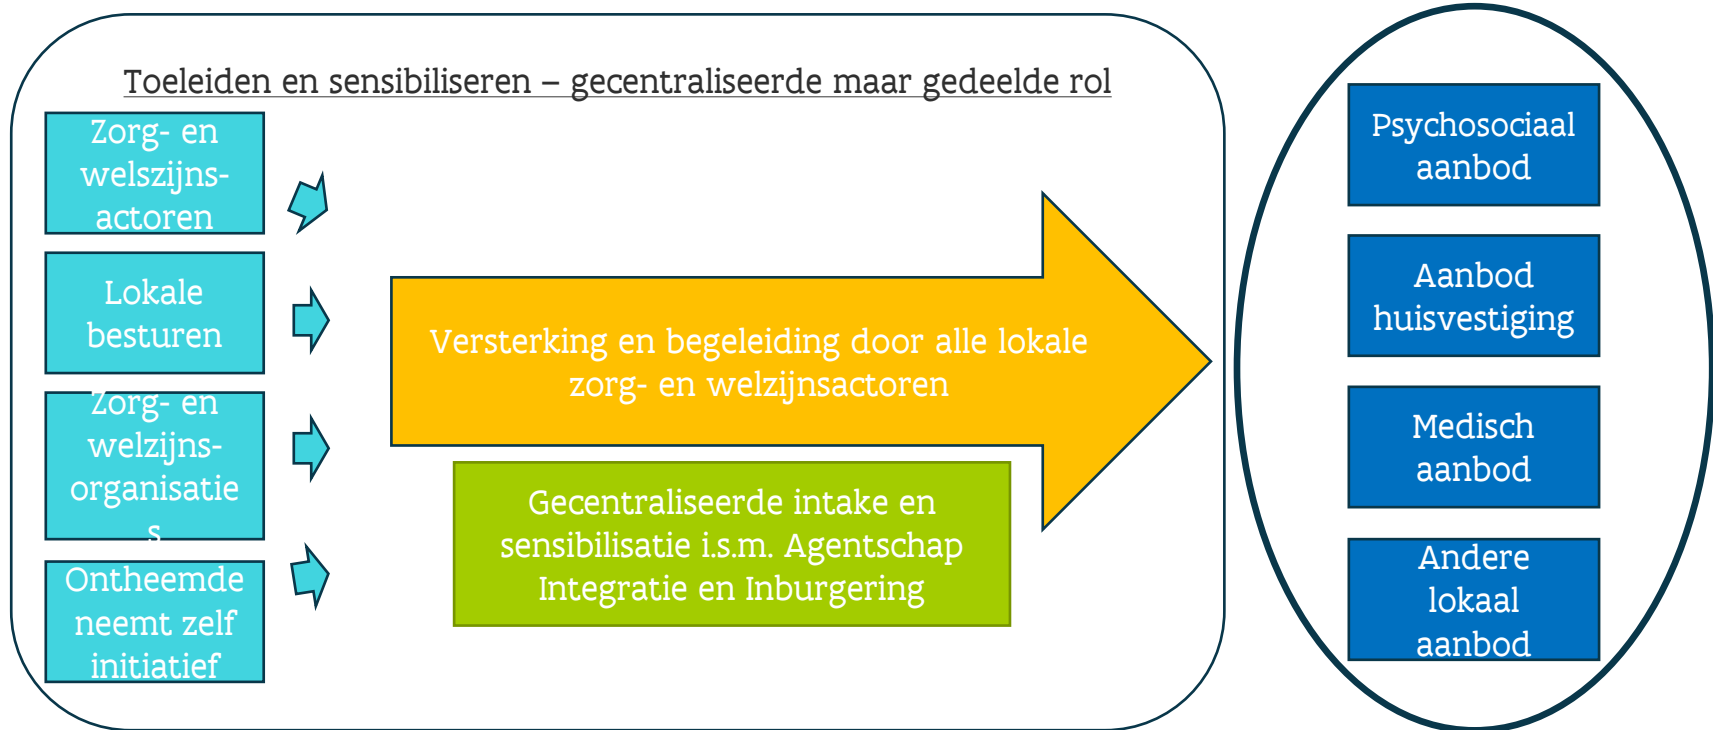 Toeleiden en sensibiliseren – gecentraliseerde maar gedeelde rol
Zorg- en
welszijns-
actoren
Lokale
besturen
Zorg- en
welzijns-
organisatie
s
Ontheemde
neemt zelf
initiatief
Versterking en begeleiding door alle lokale
zorg- en welzijnsactoren
Gecentraliseerde intake en
sensibilisatie i.s.m. Agentschap
Integratie en Inburgering
Psychosociaal
aanbod
Aanbod
huisvestiging
Medisch
aanbod
Andere
lokaal
aanbod